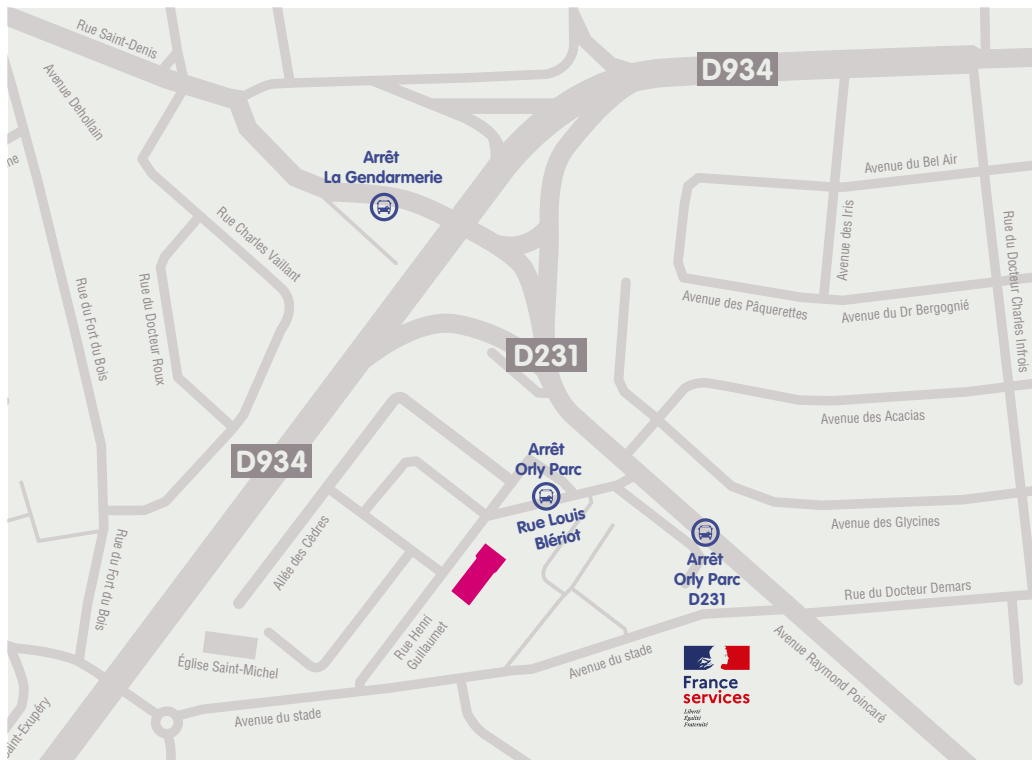 Rue Saint-Denis
D934
Avenue Dehollain
Arrêt
La Gendarmerie
Avenue du Bel Air
Rue Charles Vaillant
Avenue des Iris
Rue du Docteur Charles Infrois
Rue du Fort du Bois
Rue du Docteur Roux
Avenue des Pâquerettes
Avenue du Dr Bergognié
D231
Avenue des Acacias
D934
Arrêt
Orly Parc
Rue Louis
Blériot
Avenue des Glycines
Allée des Cèdres
Rue du Fort du Bois
Arrêt
Orly Parc
D231
Rue du Docteur Demars
Rue Henri
Guillaumet
Église Saint-Michel
Avenue du stade
Avenue Raymond Poincaré
France
services
Liberté
Égalité
Fraternité
Avenue du stade